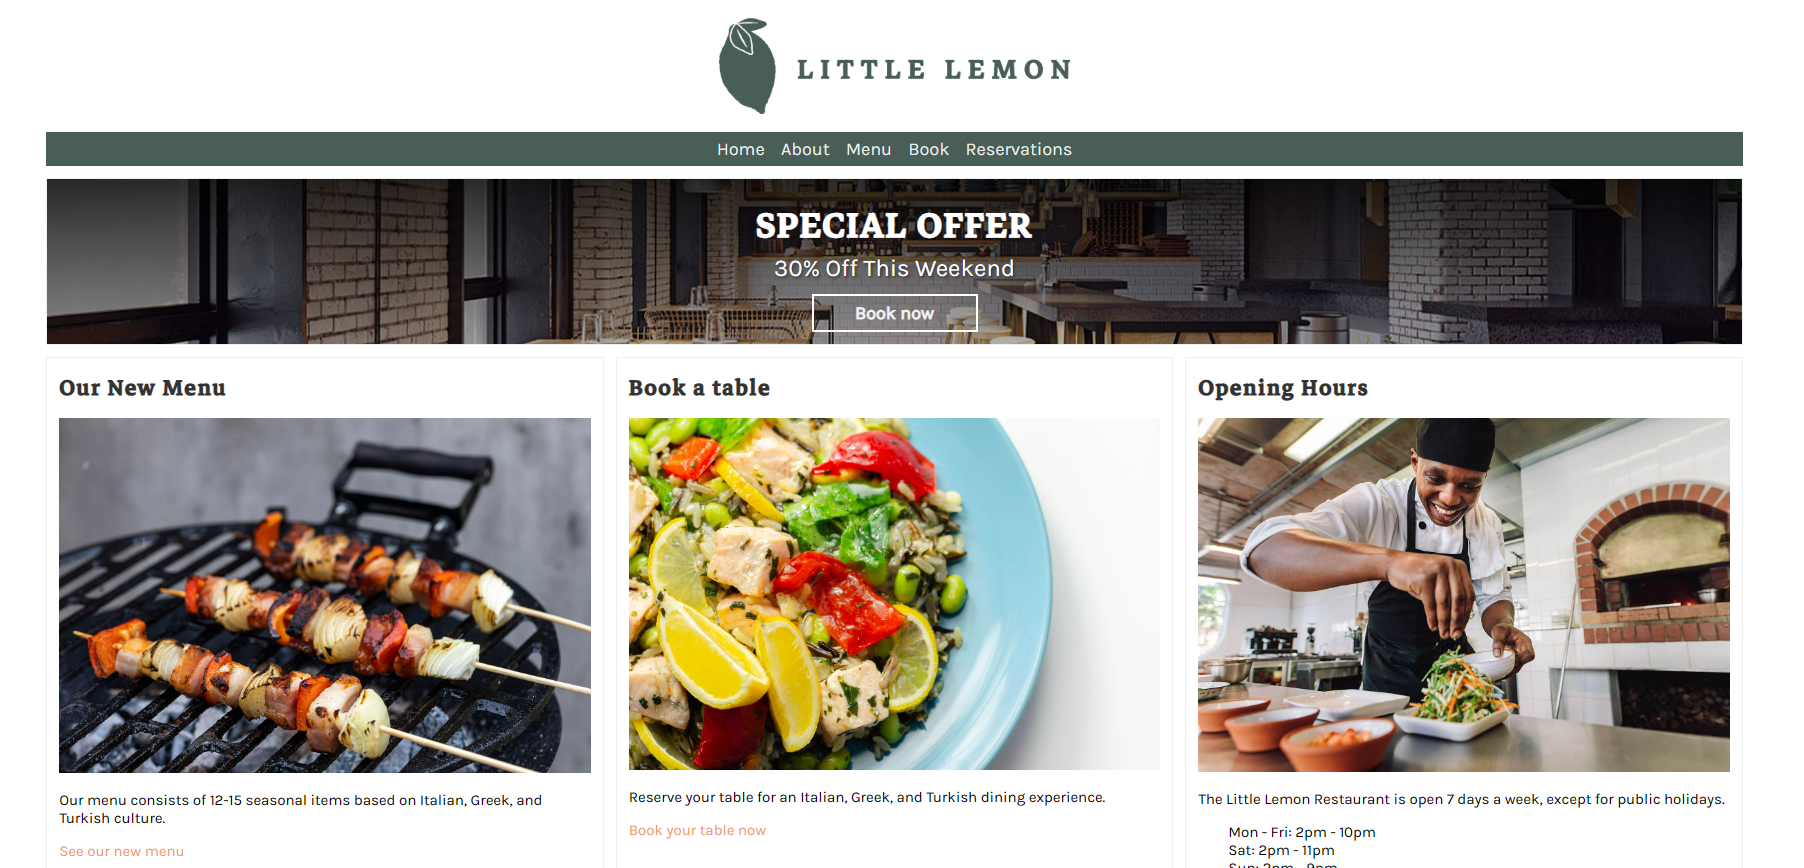 LITTLE LEMON
Home About Menu Book Reservations
SPECIAL OFFER
30% Off This Weekend
Book now
Our New Menu
Our menu consists of 12-15 seasonal items based on Italian, Greek, and
Turkish culture.
See our new menu
Book a table
Reserve your table for an Italian, Greek, and Turkish dining experience.
Book your table now
Opening Hours
The Little Lemon Restaurant is open 7 days a week, except for public holidays.
Mon - Fri: 2pm - 10pm
Sat: 2pm - 11pm
Sun: 2pm - 9pm